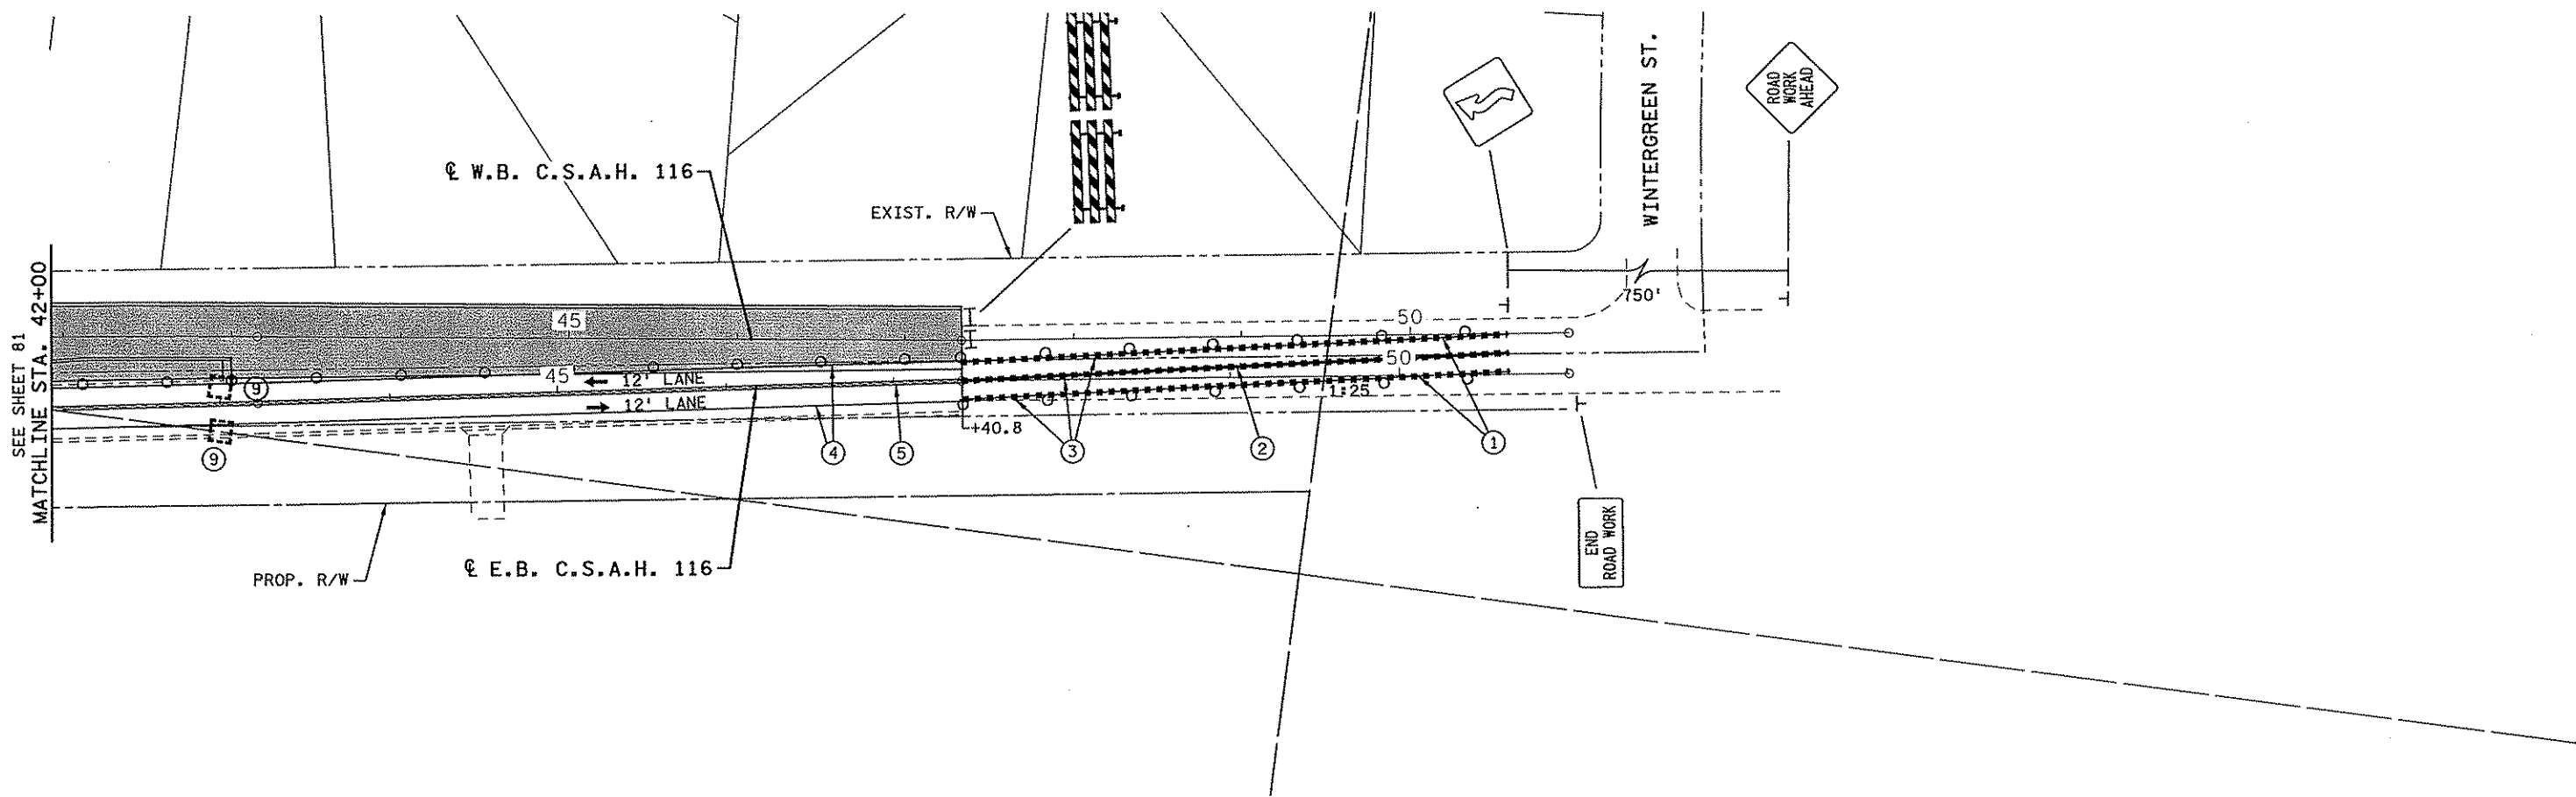 WINTERGREEN ST.
ROAD
WORK
AHEAD
℄ W.B. C.S.A.H. 116
EXIST. R/W
SEE SHEET 81
MATCHLINE STA. 42+00
750'
45
50
45
12' LANE
50
9
12' LANE
1:25
+40.8
9
4
5
3
2
1
END
ROAD WORK
PROP. R/W
℄ E.B. C.S.A.H. 116